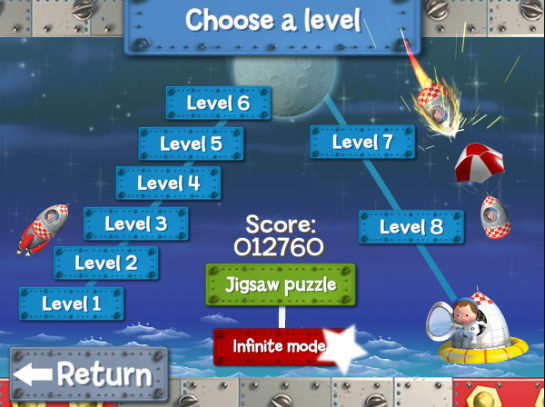 Choose a level
Level 6
Level 5
Level 7
Level 4
Level 3
Level 8
Score:
012760
Level 2
Jigsaw puzzle
Level 1
Infinite mode
Return